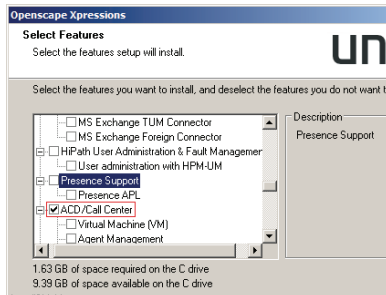 Openscape Xpressions
Select Features
Select the features setup will install.
un
Select the features you want to install, and deselect the features you do not want t
MS Exchange TUM Connector
MS Exchange Foreign Connector
HiPath User Administration & Fault Managemer
User administration with HPM-UM
Presence Support
Presence APL
ACD/Call Center
Virtual Machine (VM)
Agent Management
Description
Presence Support
1.63 GB of space required on the C drive
9.39 GB of space available on the C drive